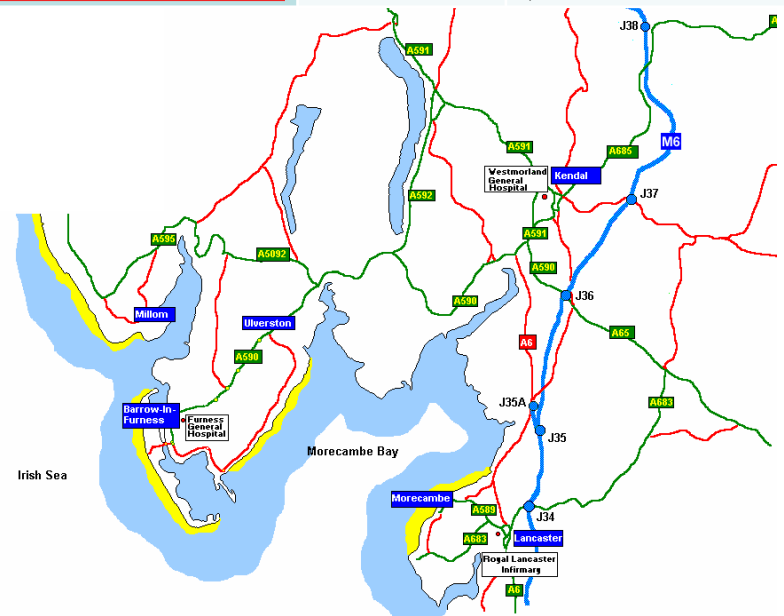 J38
A591
M6
A591
A685
Westmorland
General
Hospital
Kendal
A592
J37
A595
A591
A5092
A590
J36
A590
Millom
Ulverston
A65
A6
A590
A683
J35A
Barrow-In-
Furness
Furness
General
Hospital
J35
Morecambe Bay
Irish Sea
Morecambe
A589
J34
A683
Lancaster
Royal Lancaster
Infirmary
A6